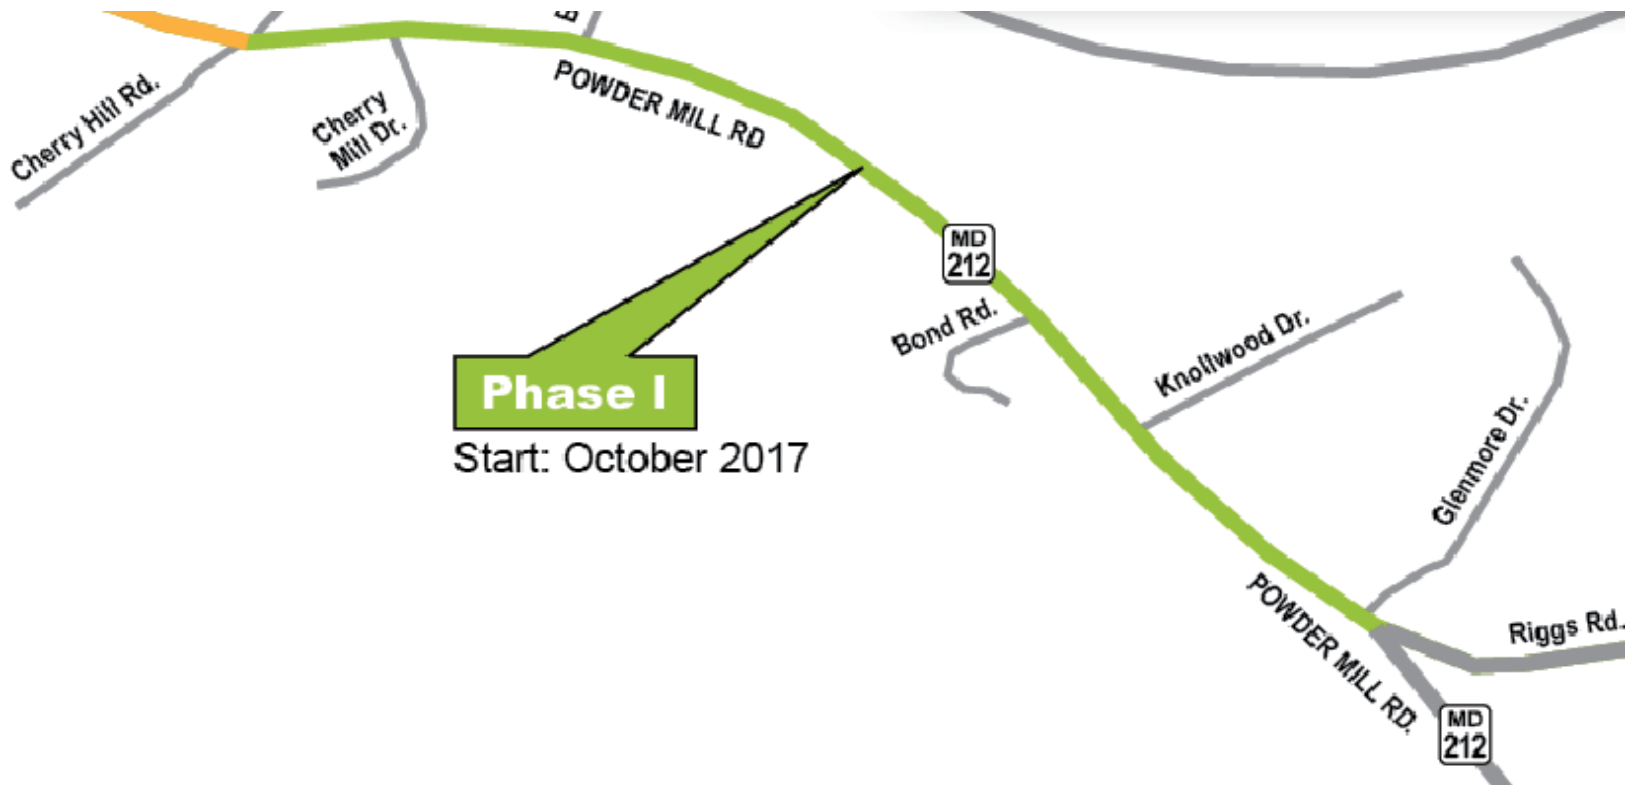 Cherry Hill Rd.
Cherry
Mill Dr.
POWDER MILL RD
MD
212
Bond Rd.
Knollwood Dr.
Phase I
Start: October 2017
Glenmore Dr.
Riggs Rd.
POWDER MILL RD.
MD
212